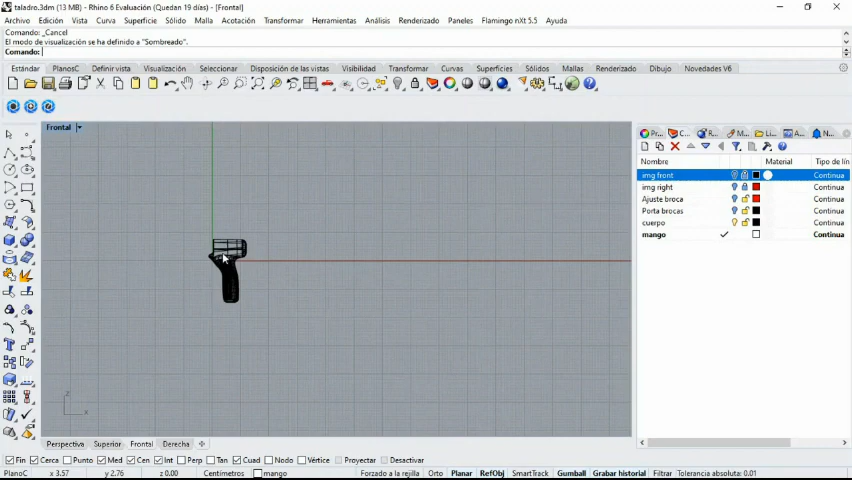 taladro.3dm (13 MB) - Rhino 6 Evaluación (Quedan 19 días) - [Frontal]
Archivo Edición Vista Curva Superficie Sólido Malla Acotación Transformar Herramientas Análisis Renderizado Paneles Flamingo nXt 5.5 Ayuda
Comando: _Cancel
El modo de visualización se ha definido a "Sombreado".
Comando:
Estándar PlanosC Definir vista Visualización Seleccionar Disposición de las vistas Visibilidad Transformar Curvas Superficies Sólidos Mallas Renderizado Dibujo Novedades V6
Frontal
Nombre Material Tipo de lín
img front Continua
img right Continua
Ajuste broca Continua
Porta brocas Continua
cuerpo Continua
mango Continua
z
x
Perspectiva Superior Frontal Derecha
Fin Cerca Punto Med Cen Int Perp Tan Cuad Nodo Vértice Proyectar Desactivar
PlanoC x 3.57 y 2.76 z 0.00 Centímetros mango Forzado a la rejilla Orto Planar RefObj SmartTrack Gumball Grabar historial Filtrar Tolerancia absoluta: 0.01